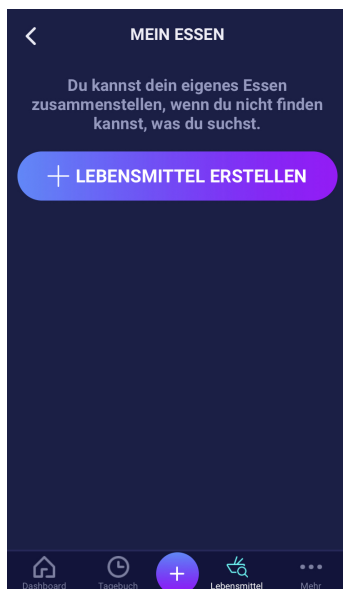 MEIN ESSEN
Du kannst dein eigenes Essen
zusammenstellen, wenn du nicht finden
kannst, was du suchst.
LEBENSMITTEL ERSTELLEN
Dashboard Tagebuch Lebensmittel Mehr